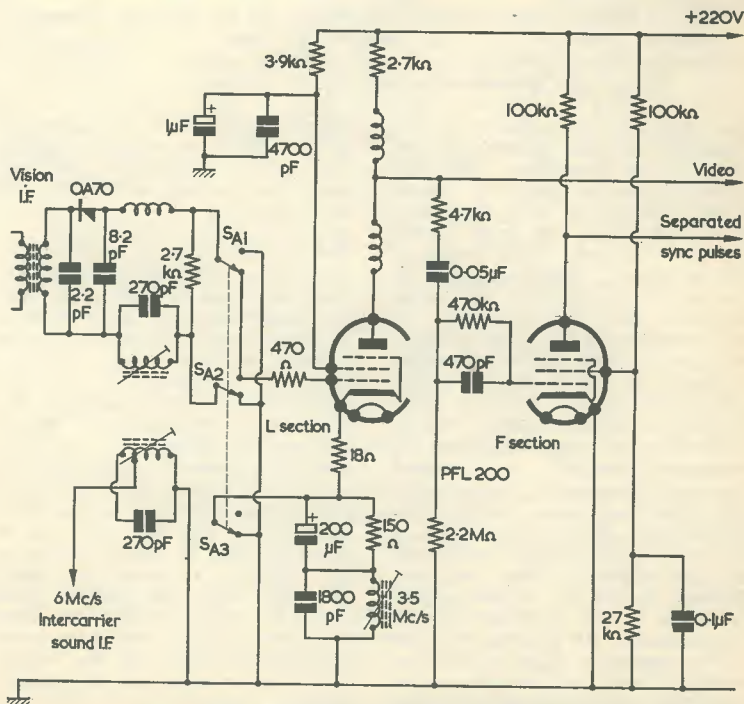 +220V
3·9kΩ
2·7kΩ
100kΩ
100kΩ
+
1μF
4700
pF
Vision
I.F
OA70
Video
4·7kΩ
Separated
sync pulses
8·2
pF
2·7
kΩ
SA1
0·05μF
270pF
2·2
pF
470kΩ
470
Ω
470pF
SA2
L section
F section
18Ω
PFL 200
+
200
μF
150
Ω
2·2MΩ
270pF
SA3
1800
pF
3·5
Mc/s
6Mc/s
Intercarrier
sound I.F
27
kΩ
0·1μF